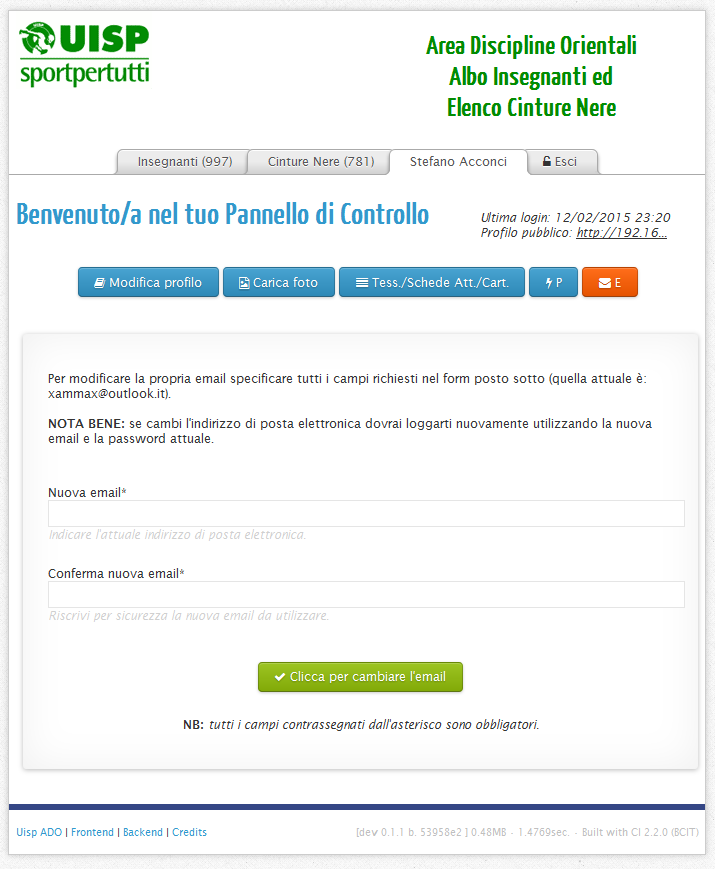 UISP
sportpertutti
Area Discipline Orientali
Albo Insegnanti ed
Elenco Cinture Nere
Insegnanti (997)
Cinture Nere (781)
Stefano Acconci
Esci
Benvenuto/a nel tuo Pannello di Controllo
Ultima login: 12/02/2015 23:20
Profilo pubblico: http://192.16...
Modifica profilo
Carica foto
Tess./Schede Att./Cart.
P
E
Per modificare la propria email specificare tutti i campi richiesti nel form posto sotto (quella attuale è:
xammax@outlook.it).
NOTA BENE: se cambi l'indirizzo di posta elettronica dovrai loggarti nuovamente utilizzando la nuova
email e la password attuale.
Nuova email*
Indicare l'attuale indirizzo di posta elettronica.
Conferma nuova email*
Riscrivi per sicurezza la nuova email da utilizzare.
Clicca per cambiare l'email
NB: tutti i campi contrassegnati dall'asterisco sono obbligatori.
Uisp ADO | Frontend | Backend | Credits
[dev 0.1.1 b. 53958e2 ] 0.48MB - 1.4769sec. - Built with CI 2.2.0 (BCIT)